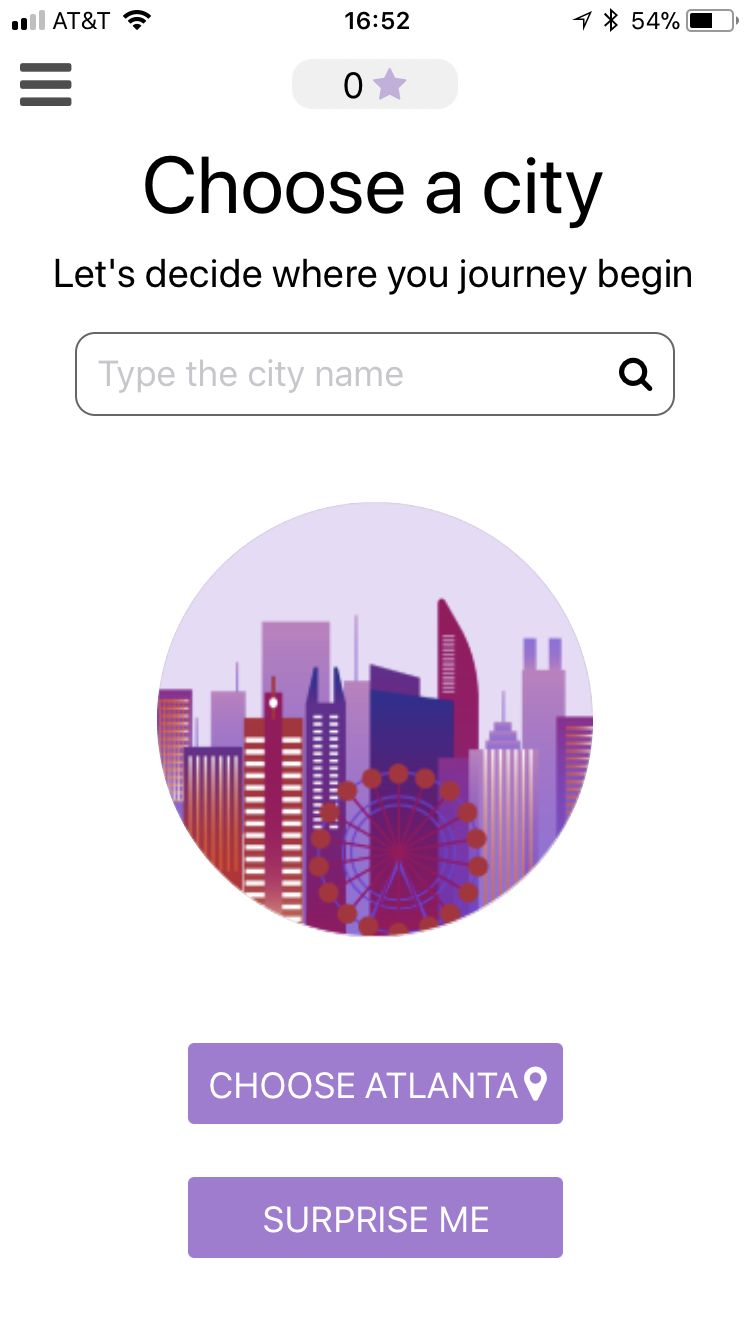 AT&T 16:52 54%
0
Choose a city
Let's decide where you journey begin
Type the city name
CHOOSE ATLANTA
SURPRISE ME